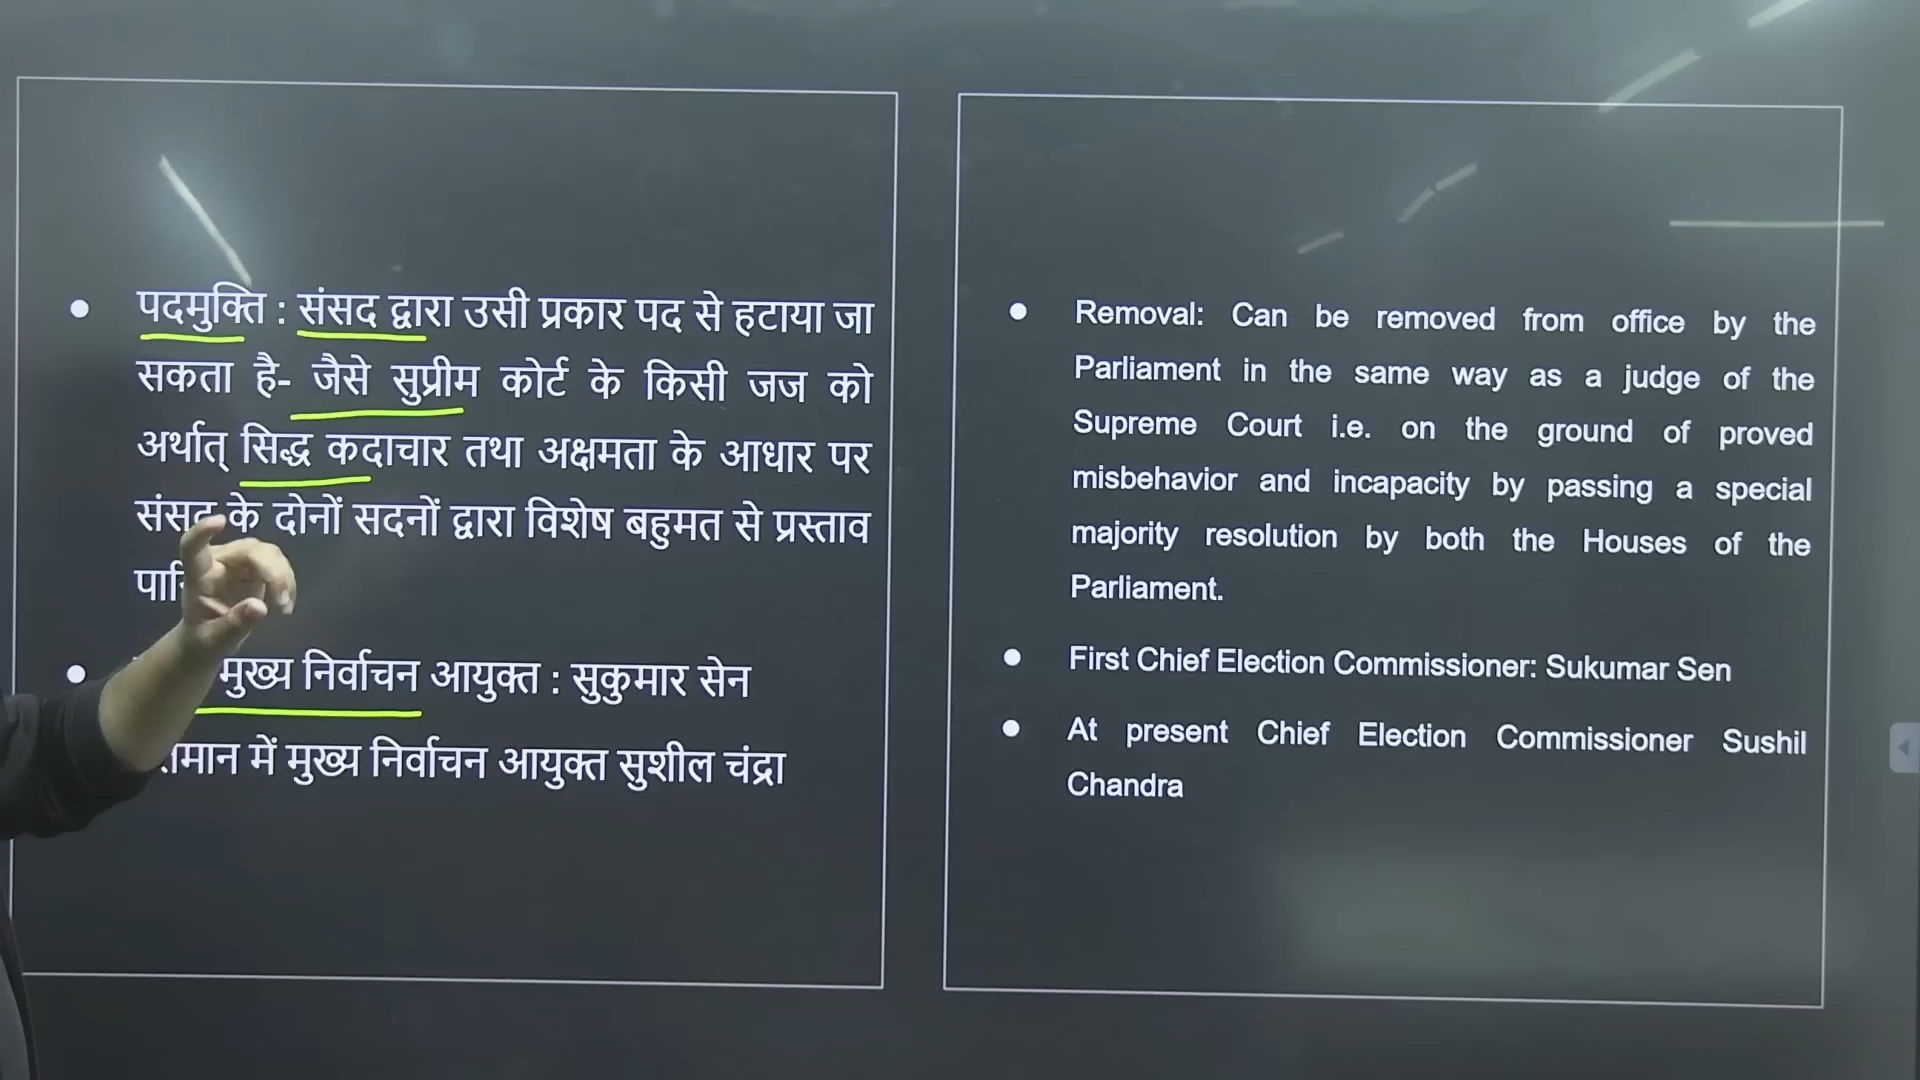 पदमुक्ति : संसद द्वारा उसी प्रकार पद से हटाया जा
सकता है- जैसे सुप्रीम कोर्ट के किसी जज को
अर्थात् सिद्ध कदाचार तथा अक्षमता के आधार पर
संसद के दोनों सदनों द्वारा विशेष बहुमत से प्रस्ताव
मुख्य निर्वाचन आयुक्त : सुकुमार सेन
में मुख्य निर्वाचन आयुक्त सुशील चंद्रा
Removal: Can be removed from office by the
Parliament in the same way as a judge of the
Supreme Court i.e. on the ground of proved
misbehavior and incapacity by passing a special
majority resolution by both the Houses of the
Parliament.
First Chief Election Commissioner: Sukumar Sen
At present Chief Election Commissioner Sushil
Chandra